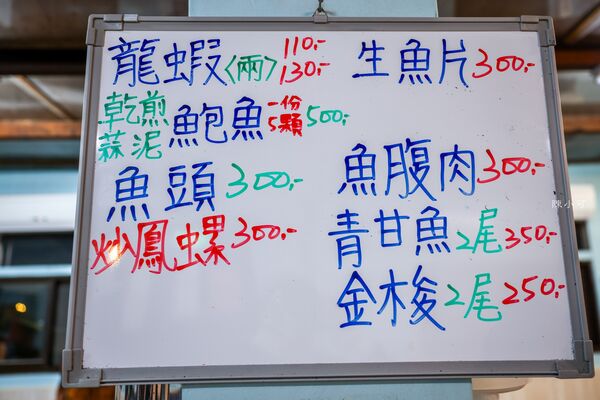 龍蝦〈兩〉110,- 130,-
乾煎 蒜泥 鮑魚 一份5顆 500,-
魚頭 300,-
炒鳳螺 300,-
生魚片 300,-
魚腹肉 300,-
青甘魚 2尾 350,-
金梭 2尾 250,-